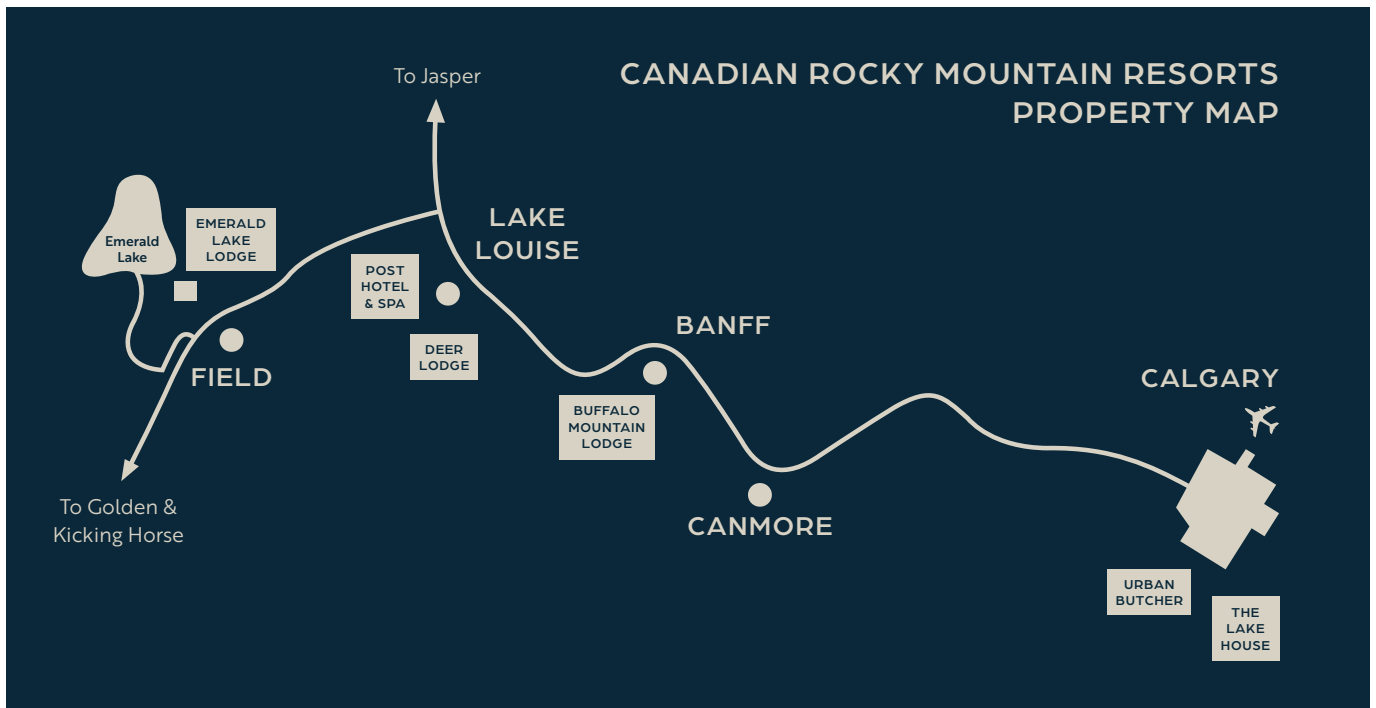 To Jasper
CANADIAN ROCKY MOUNTAIN RESORTS
PROPERTY MAP
Emerald
Lake
EMERALD
LAKE
LODGE
LAKE
LOUISE
POST
HOTEL
& SPA
DEER
LODGE
FIELD
BANFF
BUFFALO
MOUNTAIN
LODGE
CALGARY
To Golden &
Kicking Horse
CANMORE
URBAN
BUTCHER
THE
LAKE
HOUSE